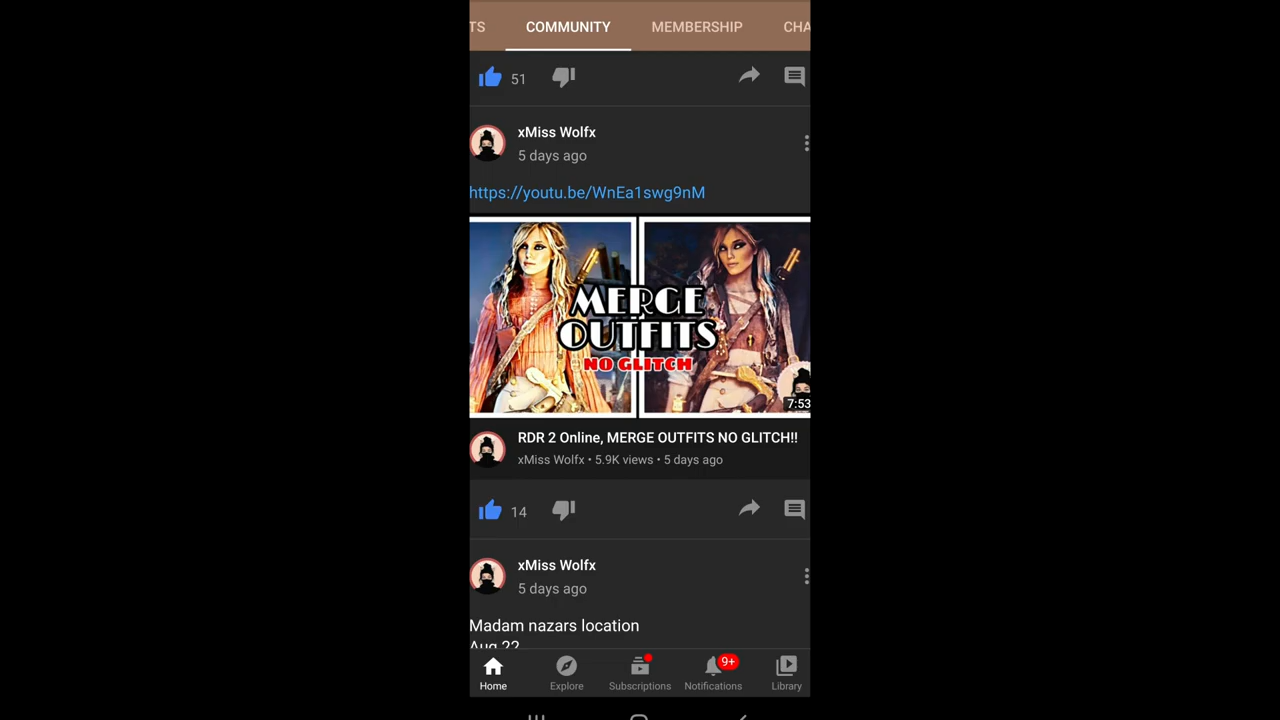 TS COMMUNITY MEMBERSHIP CHA
51
xMiss Wolfx
5 days ago
https://youtu.be/WnEa1swg9nM
MERGE
OUTFITS
NO GLITCH
7:53
RDR 2 Online, MERGE OUTFITS NO GLITCH!!
xMiss Wolfx • 5.9K views • 5 days ago
14
xMiss Wolfx
5 days ago
Madam nazars location
Aug 22
9+
Home Explore Subscriptions Notifications Library